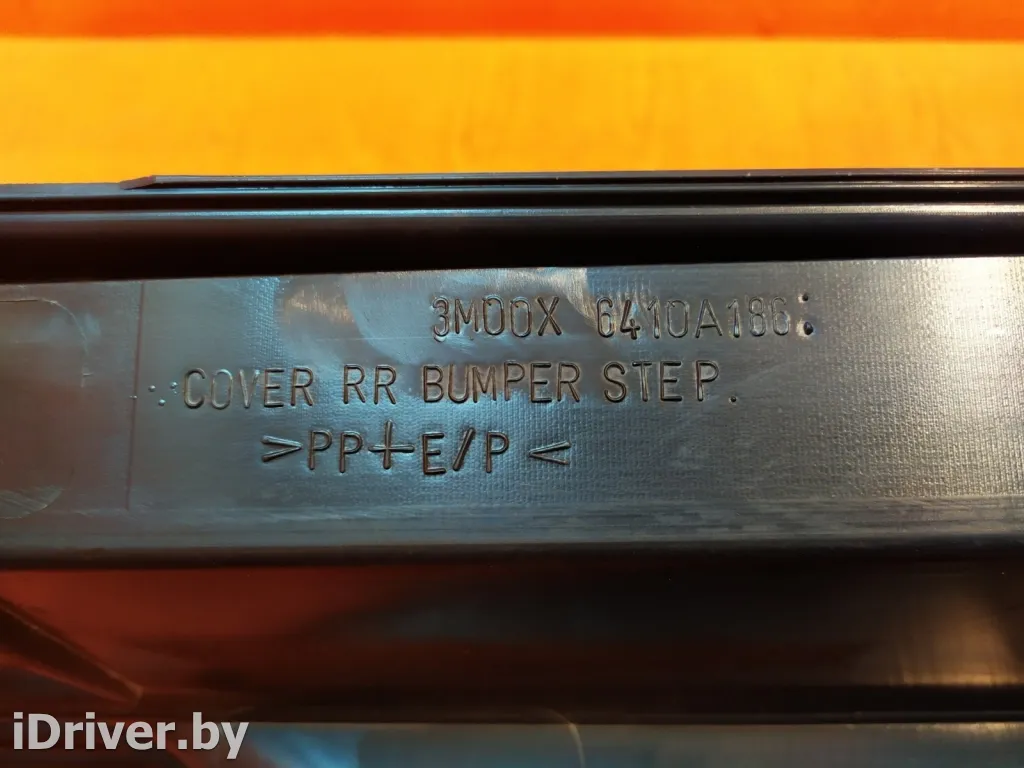 3M00X 6410A186
COVER RR BUMPER STEP.
>PP+E/P<
iDriver.by